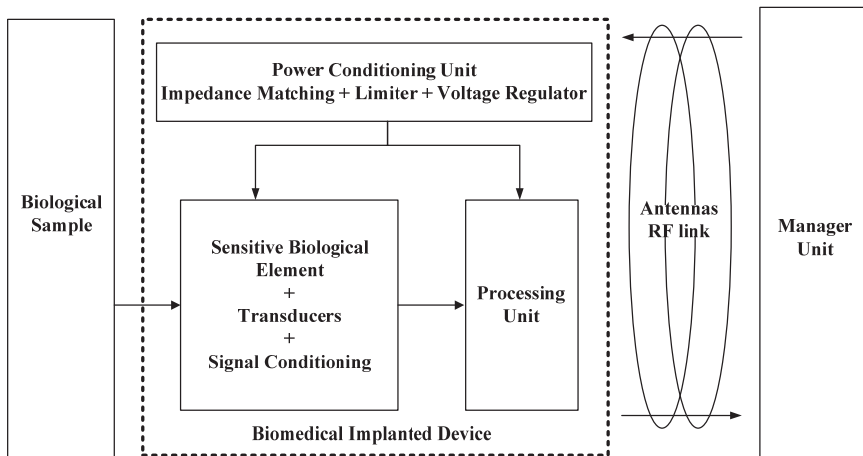 Power Conditioning Unit
Impedance Matching + Limiter + Voltage Regulator
Biological
Sample
Sensitive Biological
Element
+
Transducers
+
Signal Conditioning
Processing
Unit
Antennas
RF link
Manager
Unit
Biomedical Implanted Device